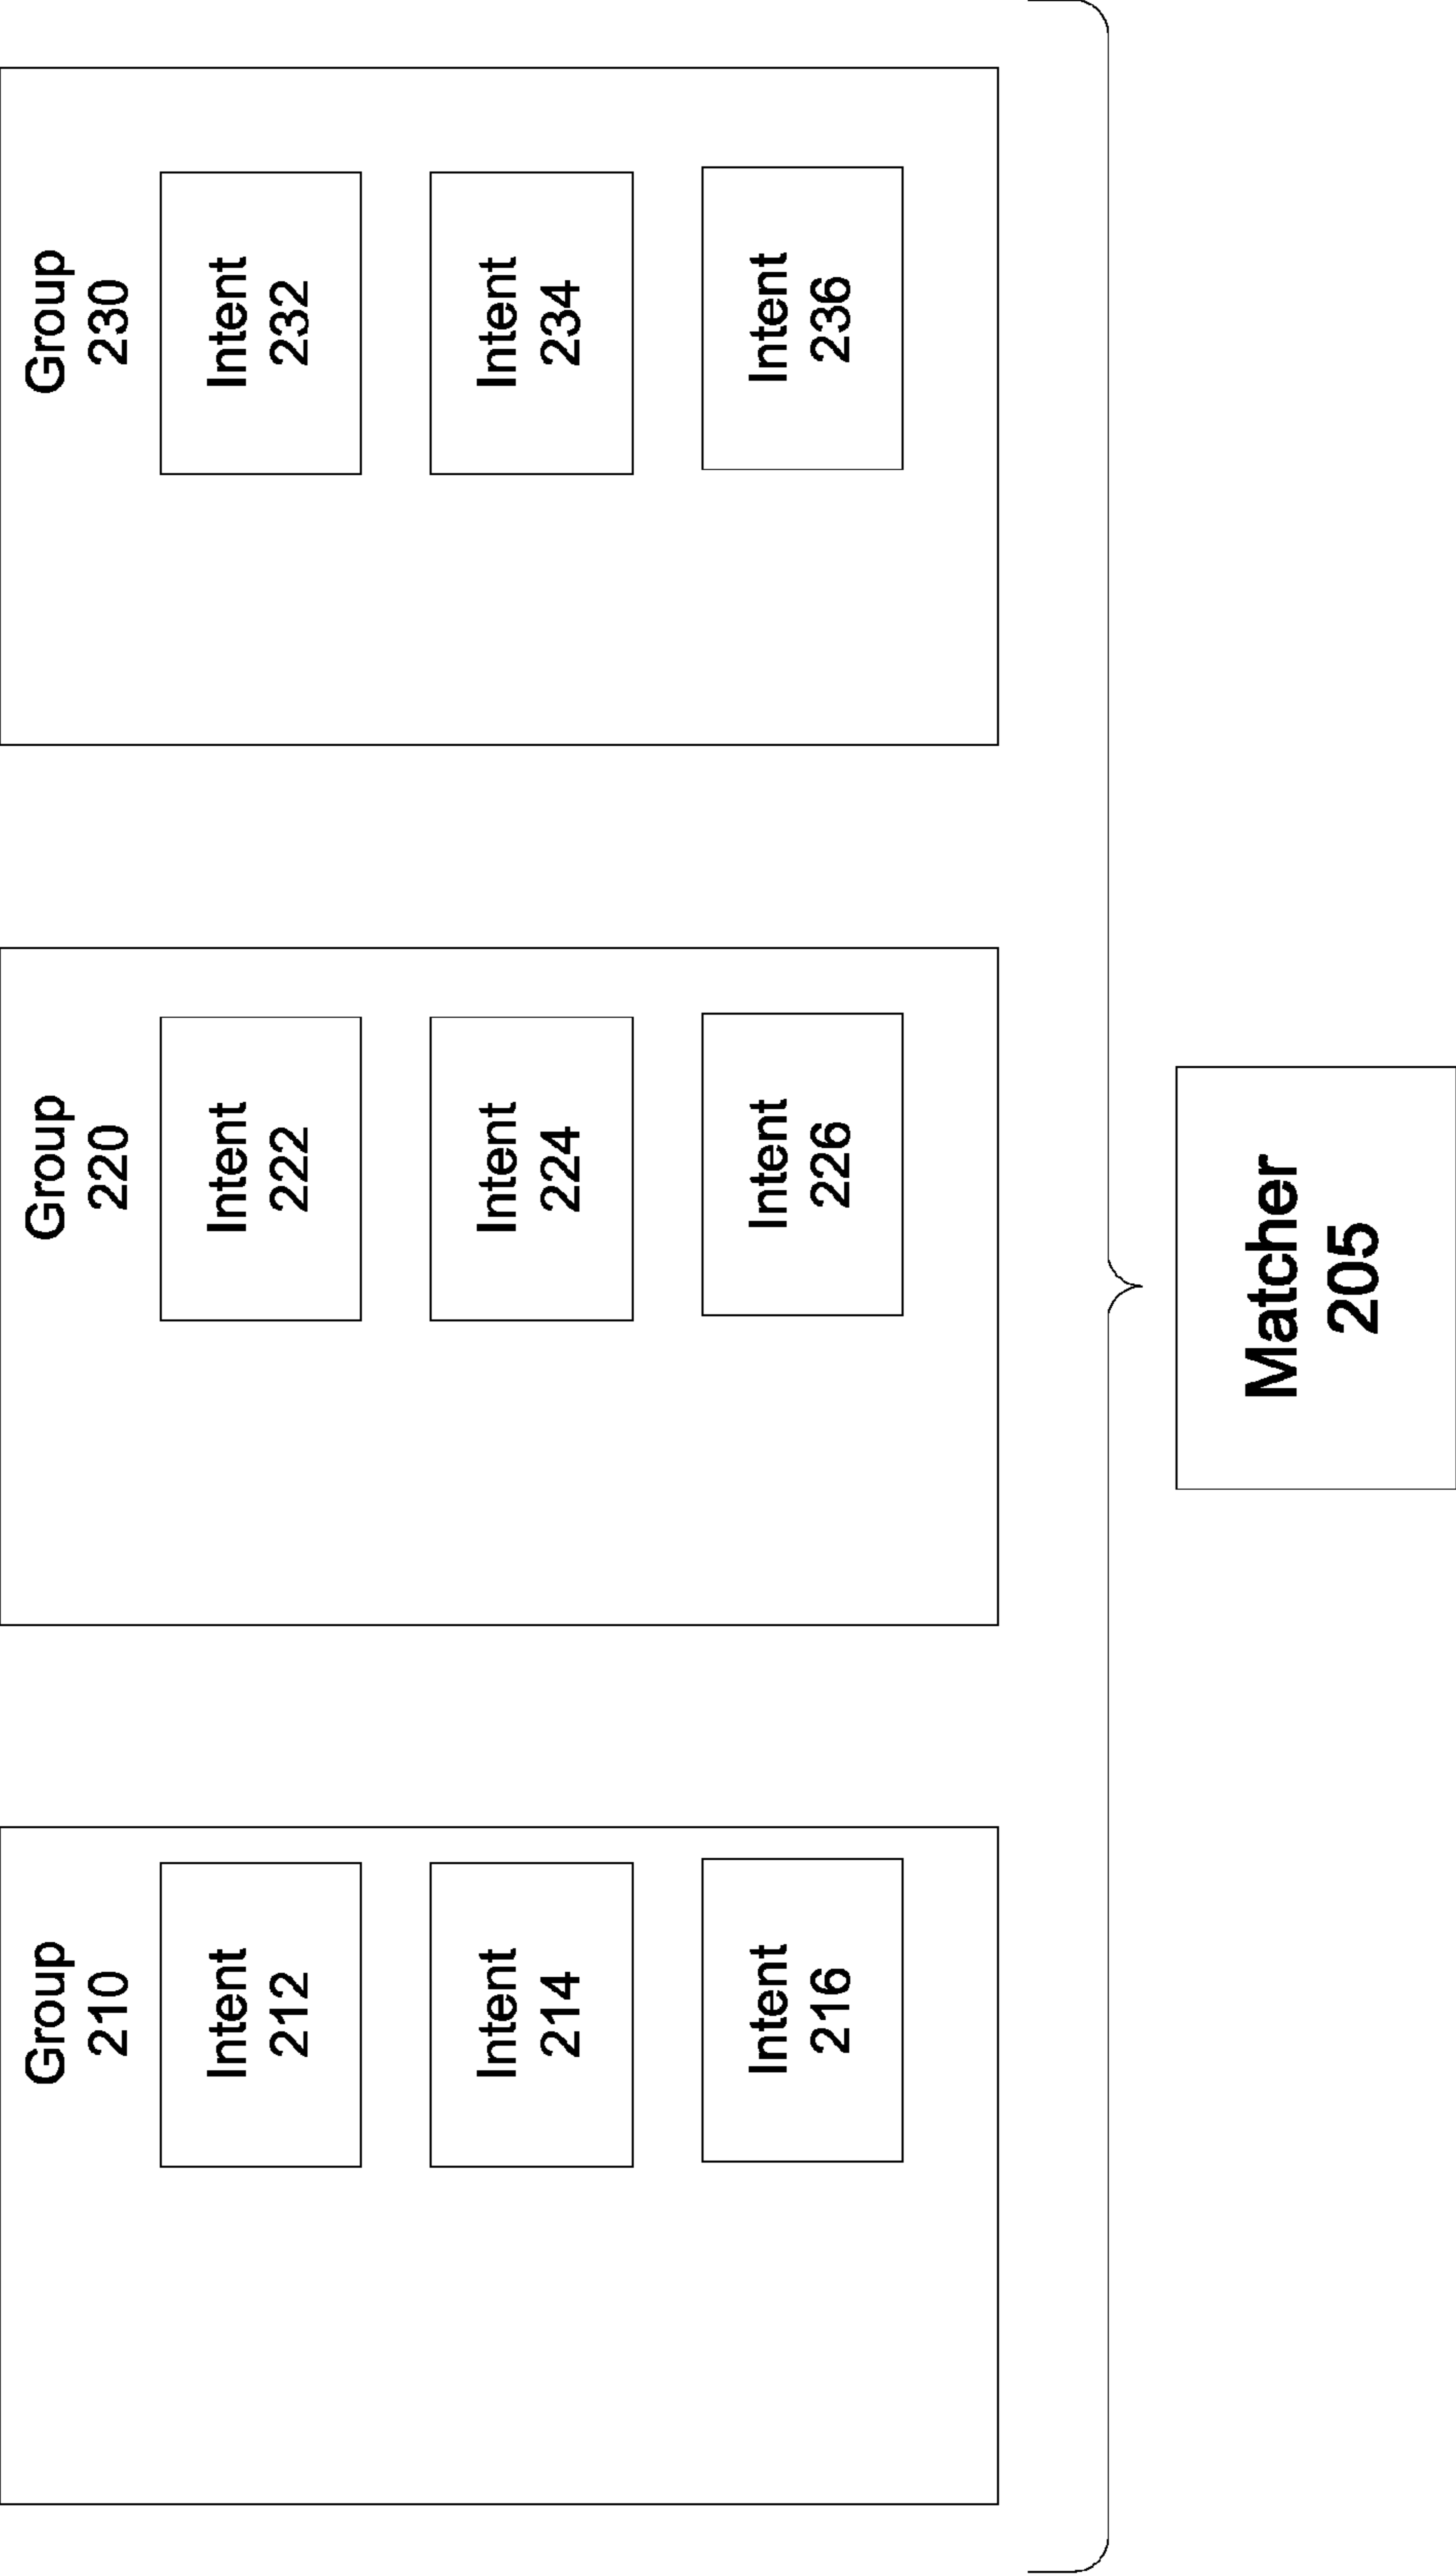 Group
210
Intent
212
Intent
214
Intent
216
Group
220
Intent
222
Intent
224
Intent
226
Group
230
Intent
232
Intent
234
Intent
236
Matcher
205